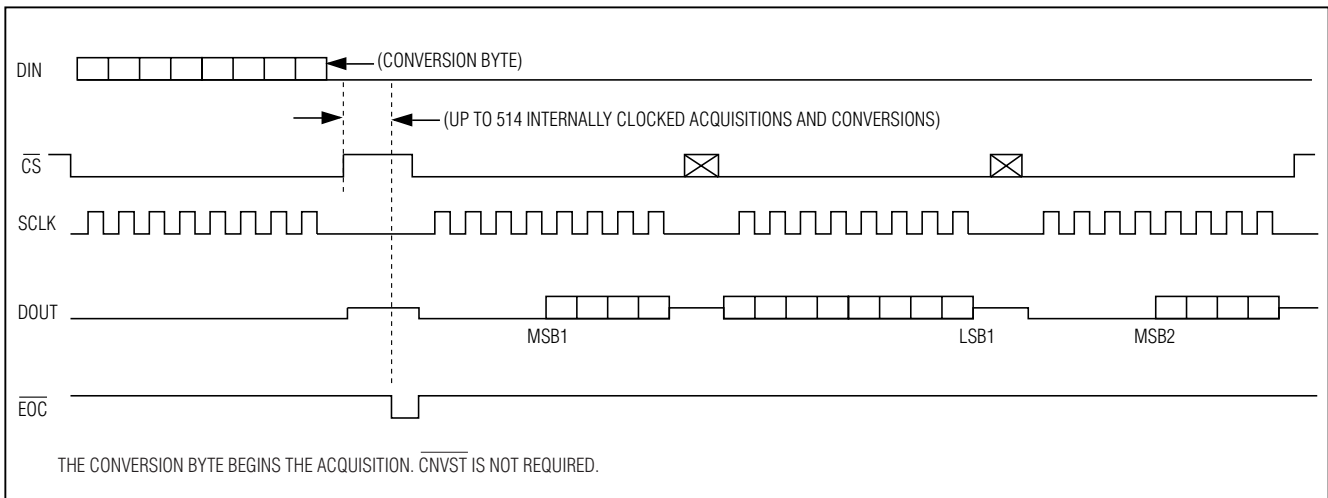 DIN
(CONVERSION BYTE)
(UP TO 514 INTERNALLY CLOCKED ACQUISITIONS AND CONVERSIONS)
CS
SCLK
DOUT
MSB1
LSB1
MSB2
EOC
THE CONVERSION BYTE BEGINS THE ACQUISITION. CNVST IS NOT REQUIRED.